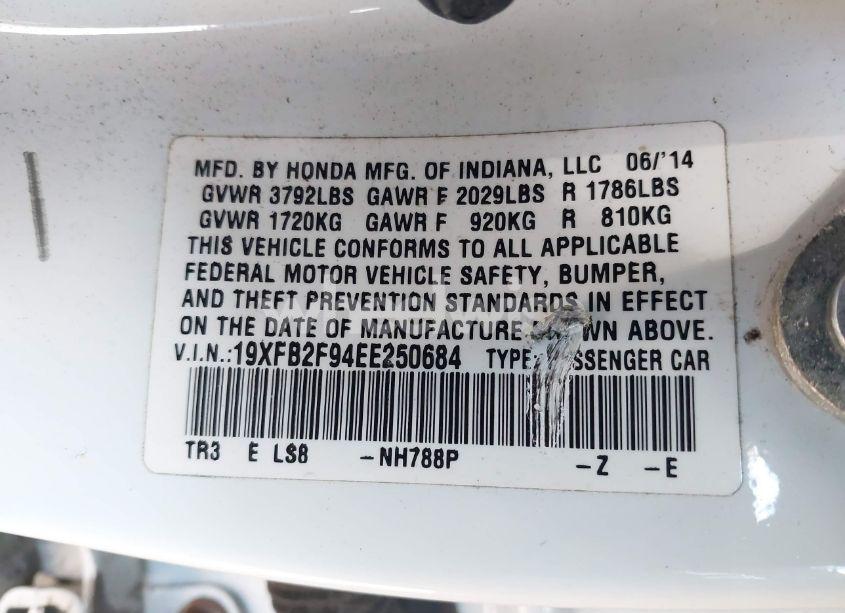 MFD. BY HONDA MFG. OF INDIANA, LLC 06/'14
GVWR 3792LBS GAWR F 2029LBS R 1786LBS
GVWR 1720KG GAWR F 920KG R 810KG
THIS VEHICLE CONFORMS TO ALL APPLICABLE
FEDERAL MOTOR VEHICLE SAFETY, BUMPER,
AND THEFT PREVENTION STANDARDS IN EFFECT
ON THE DATE OF MANUFACTURE ABOVE.
V.I.N.:19XFB2F94EE250684 TYPE: CAR
TR3 E LS8 -NH788P -Z -E